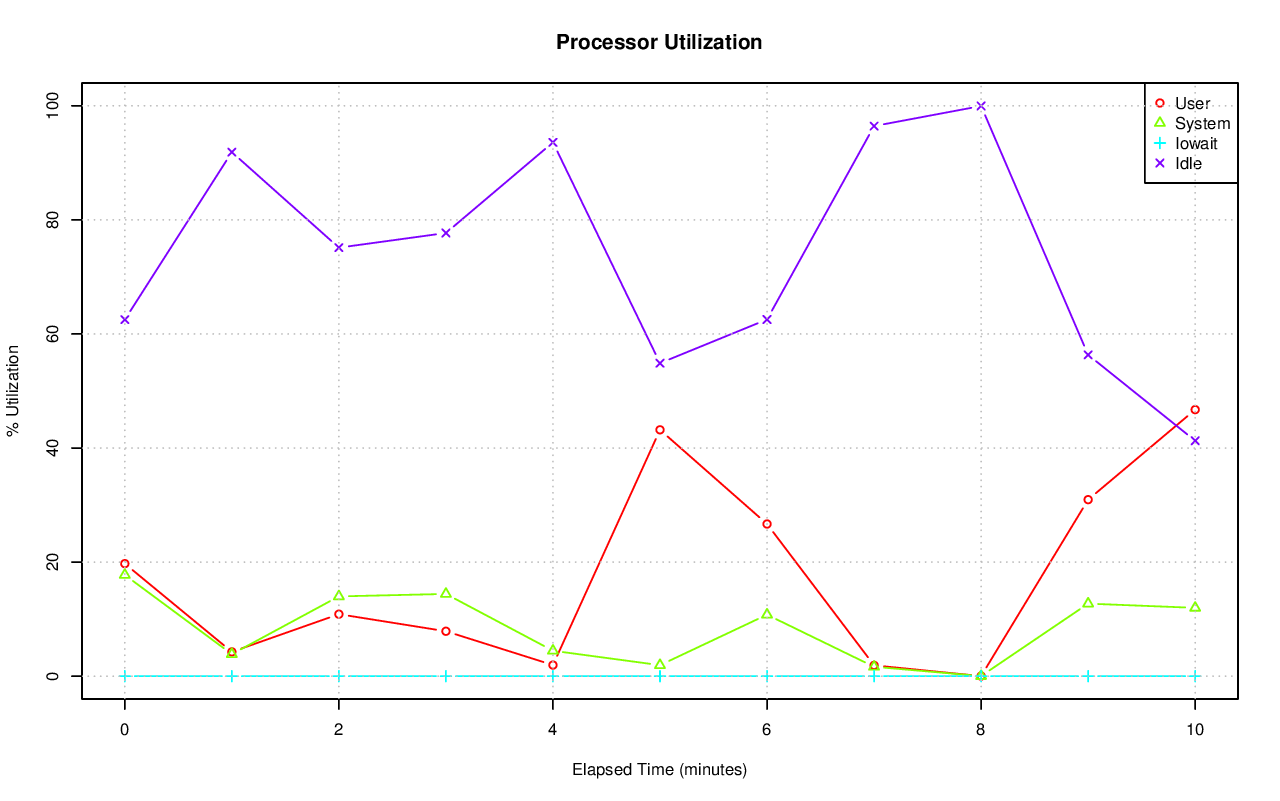 Processor Utilization
User
System
Iowait
Idle
100
80
60
40
20
0
% Utilization
0 2 4 6 8 10
Elapsed Time (minutes)